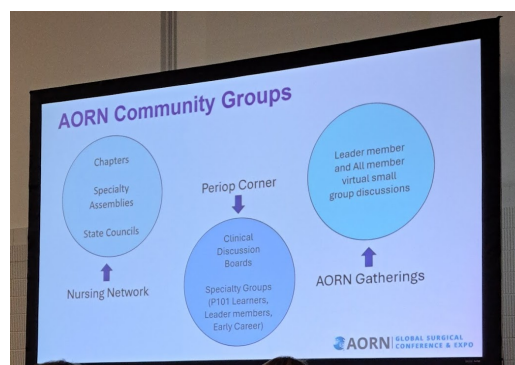 AORN Community Groups
Chapters
Specialty
Assemblies
State Councils
Nursing Network
Periop Corner
Clinical
Discussion
Boards
Specialty Groups
(P101 Learners,
Leader members,
Early Career)
Leader member
and All member
virtual small
group discussions
AORN Gatherings
AORN
GLOBAL SURGICAL
CONFERENCE & EXPO